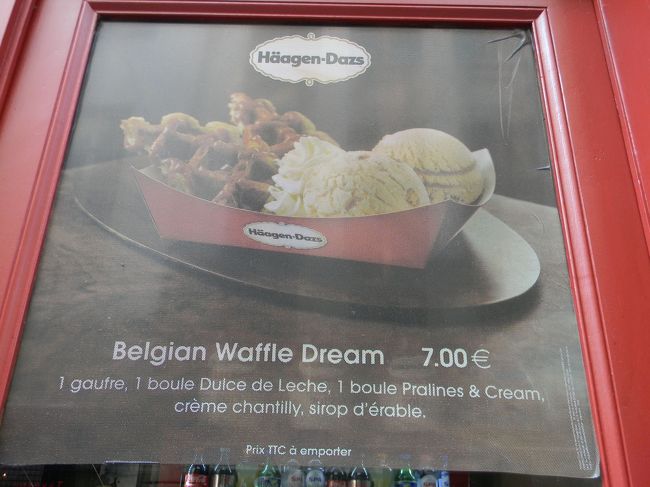 Häagen-Dazs
Häagen-Dazs
Belgian Waffle Dream 7.00 €
1 gaufre, 1 boule Dulce de Leche, 1 boule Pralines & Cream,
crème chantilly, sirop d'érable.
Prix TTC à emporter